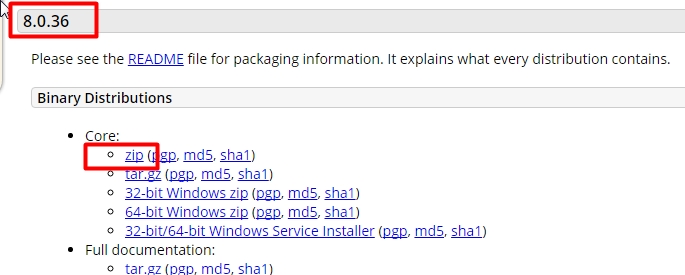 8.0.36
Please see the README file for packaging information. It explains what every distribution contains.
Binary Distributions
Core:
zip (pgp, md5, sha1)
tar.gz (pgp, md5, sha1)
32-bit Windows zip (pgp, md5, sha1)
64-bit Windows zip (pgp, md5, sha1)
32-bit/64-bit Windows Service Installer (pgp, md5, sha1)
Full documentation:
tar.gz (pgp, md5, sha1)